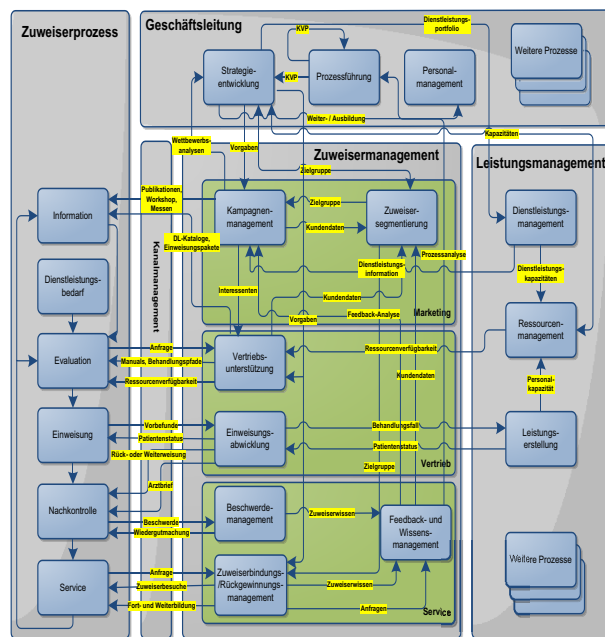 Zuweiserprozess
Geschäftsleitung
Dienstleistungs-
portfolio
KVP
Strategie-
entwicklung
KVP
Prozessführung
Personal-
management
Weitere Prozesse
Weiter- / Ausbildung
Wettbewerbs-
analysen
Vorgaben
Kapazitäten
Zuweisermanagement
Leistungsmanagement
Kanalmanagement
Zielgruppe
Publikationen,
Workshop,
Messen
Information
Kampagnen-
management
Zielgruppe
Kundendaten
Zuweiser-
segmentierung
Dienstleistungs-
management
DL-Kataloge,
Einweisungspakete
Prozessanalyse
Dienstleistungs-
information
Dienstleistungs-
kapazitäten
Dienstleistungs-
bedarf
Interessenten
Kundendaten
Vorgaben
Feedback-Analyse
Marketing
Ressourcen-
management
Evaluation
Anfrage
Manuals, Behandlungspfade
Ressourcenverfügbarkeit
Vertriebs-
unterstützung
Ressourcenverfügbarkeit
Kundendaten
Personal-
kapazität
Einweisung
Vorbefunde
Patientenstatus
Rück- oder Weiterweisung
Einweisungs-
abwicklung
Behandlungsfall
Patientenstatus
Leistungs-
erstellung
Zielgruppe
Vertrieb
Arztbrief
Nachkontrolle
Beschwerde
Wiedergutmachung
Beschwerde-
management
Zuweiserwissen
Feedback- und
Wissens-
management
Weitere Prozesse
Service
Anfrage
Zuweiserbesuche
Fort- und Weiterbildung
Zuweiserbindungs-
/Rückgewinnungs-
management
Zuweiserwissen
Anfragen
Service